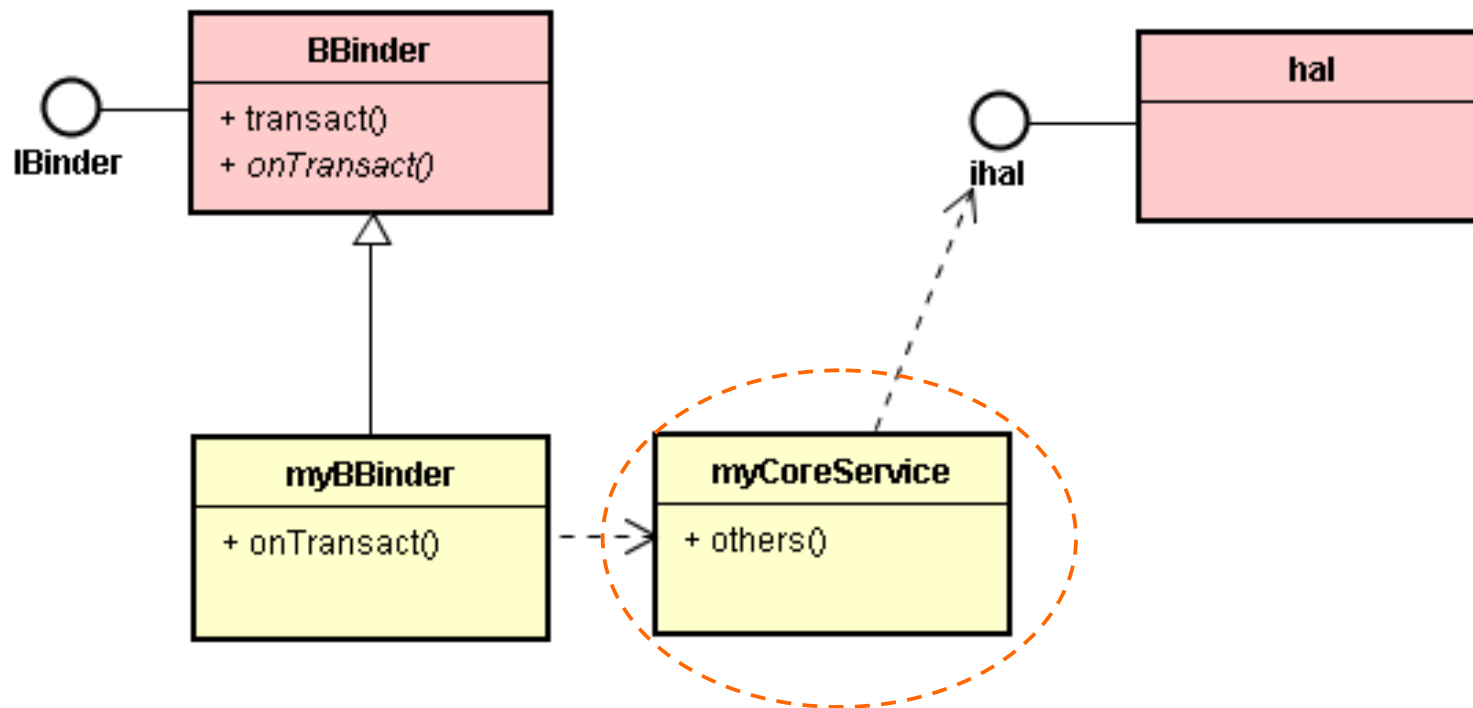 BBinder
+ transact()
+ onTransact()
IBinder
hal
ihal
myBBinder
+ onTransact()
myCoreService
+ others()